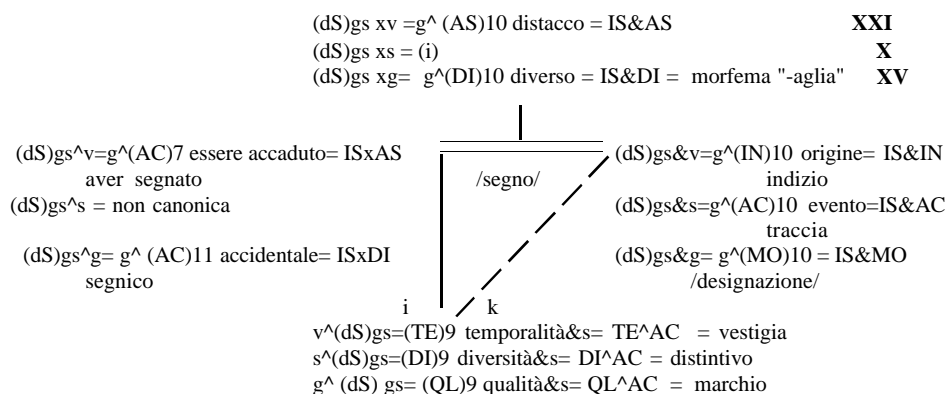 (dS)gs xv =g^ (AS)10 distacco = IS&AS XXI
(dS)gs xs = (i) X
(dS)gs xg= g^(DI)10 diverso = IS&DI = morfema "-aglia" XV
(dS)gs^v=g^(AC)7 essere accaduto= ISxAS
aver segnato
(dS)gs^s = non canonica
(dS)gs^g= g^ (AC)11 accidentale= ISxDI
segnico
/segno/
(dS)gs&v=g^(IN)10 origine= IS&IN
indizio
(dS)gs&s=g^(AC)10 evento=IS&AC
traccia
(dS)gs&g= g^(MO)10 = IS&MO
/designazione/
i k
v^(dS)gs=(TE)9 temporalità&s= TE^AC = vestigia
s^(dS)gs=(DI)9 diversità&s= DI^AC = distintivo
g^ (dS) gs= (QL)9 qualità&s= QL^AC = marchio